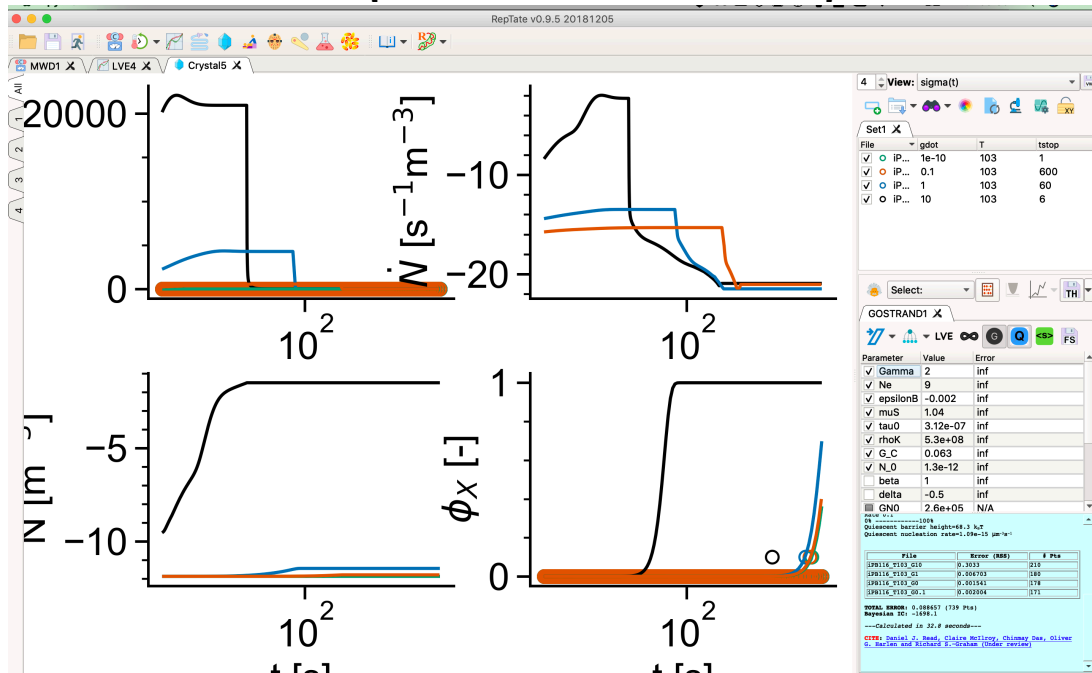 RepTate v0.9.5 20181205
MWD1
LVE4
Crystal5
All
1
2
3
4
20000
0
10²
Ṅ [s⁻¹m⁻³]
−10
−20
10²
−5
−10
10²
t [s]
ϕX [-]
1
0
10²
t [s]
4 View: sigma(t)
XY
Set1
File gdot T tstop
iP... 1e-10 103 1
iP... 0.1 103 600
iP... 1 103 60
iP... 10 103 6
Select:
TH
GOSTRAND1
LVE
G
Q
<s>
FS
Parameter Value Error
Gamma 2 inf
Ne 9 inf
epsilonB -0.002 inf
muS 1.04 inf
tau0 3.12e-07 inf
rhoK 5.3e+08 inf
G_C 0.063 inf
N_0 1.3e-12 inf
beta 1 inf
delta -0.5 inf
GN0 2.6e+05 N/A
0% ------------100%
Quiescent barrier height=68.3 kBT
Quiescent nucleation rate=1.09e-15 μm⁻³s⁻¹
File Error (RSS) # Pts
iPB116_T103_G10 0.3033 210
iPB116_T103_G1 0.006703 180
iPB116_T103_G0 0.001541 178
iPB116_T103_G0.1 0.002004 171
TOTAL ERROR: 0.088657 (739 Pts)
Bayesian IC: -1698.1
---Calculated in 32.8 seconds---
CITE: Daniel J. Read, Claire McIlroy, Chinmay Das, Oliver
G. Harlen and Richard S.-Graham (Under review)